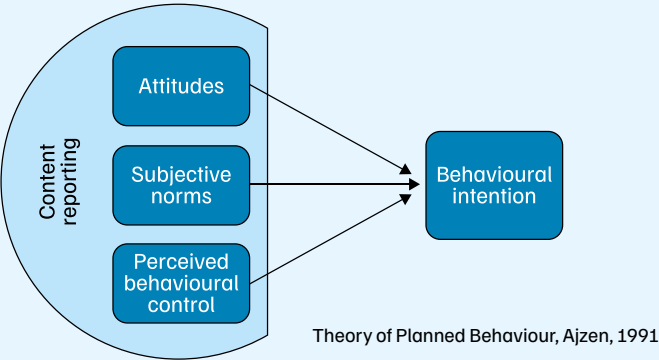 Content
reporting
Attitudes
Subjective
norms
Perceived
behavioural
control
Behavioural
intention
Theory of Planned Behaviour, Ajzen, 1991